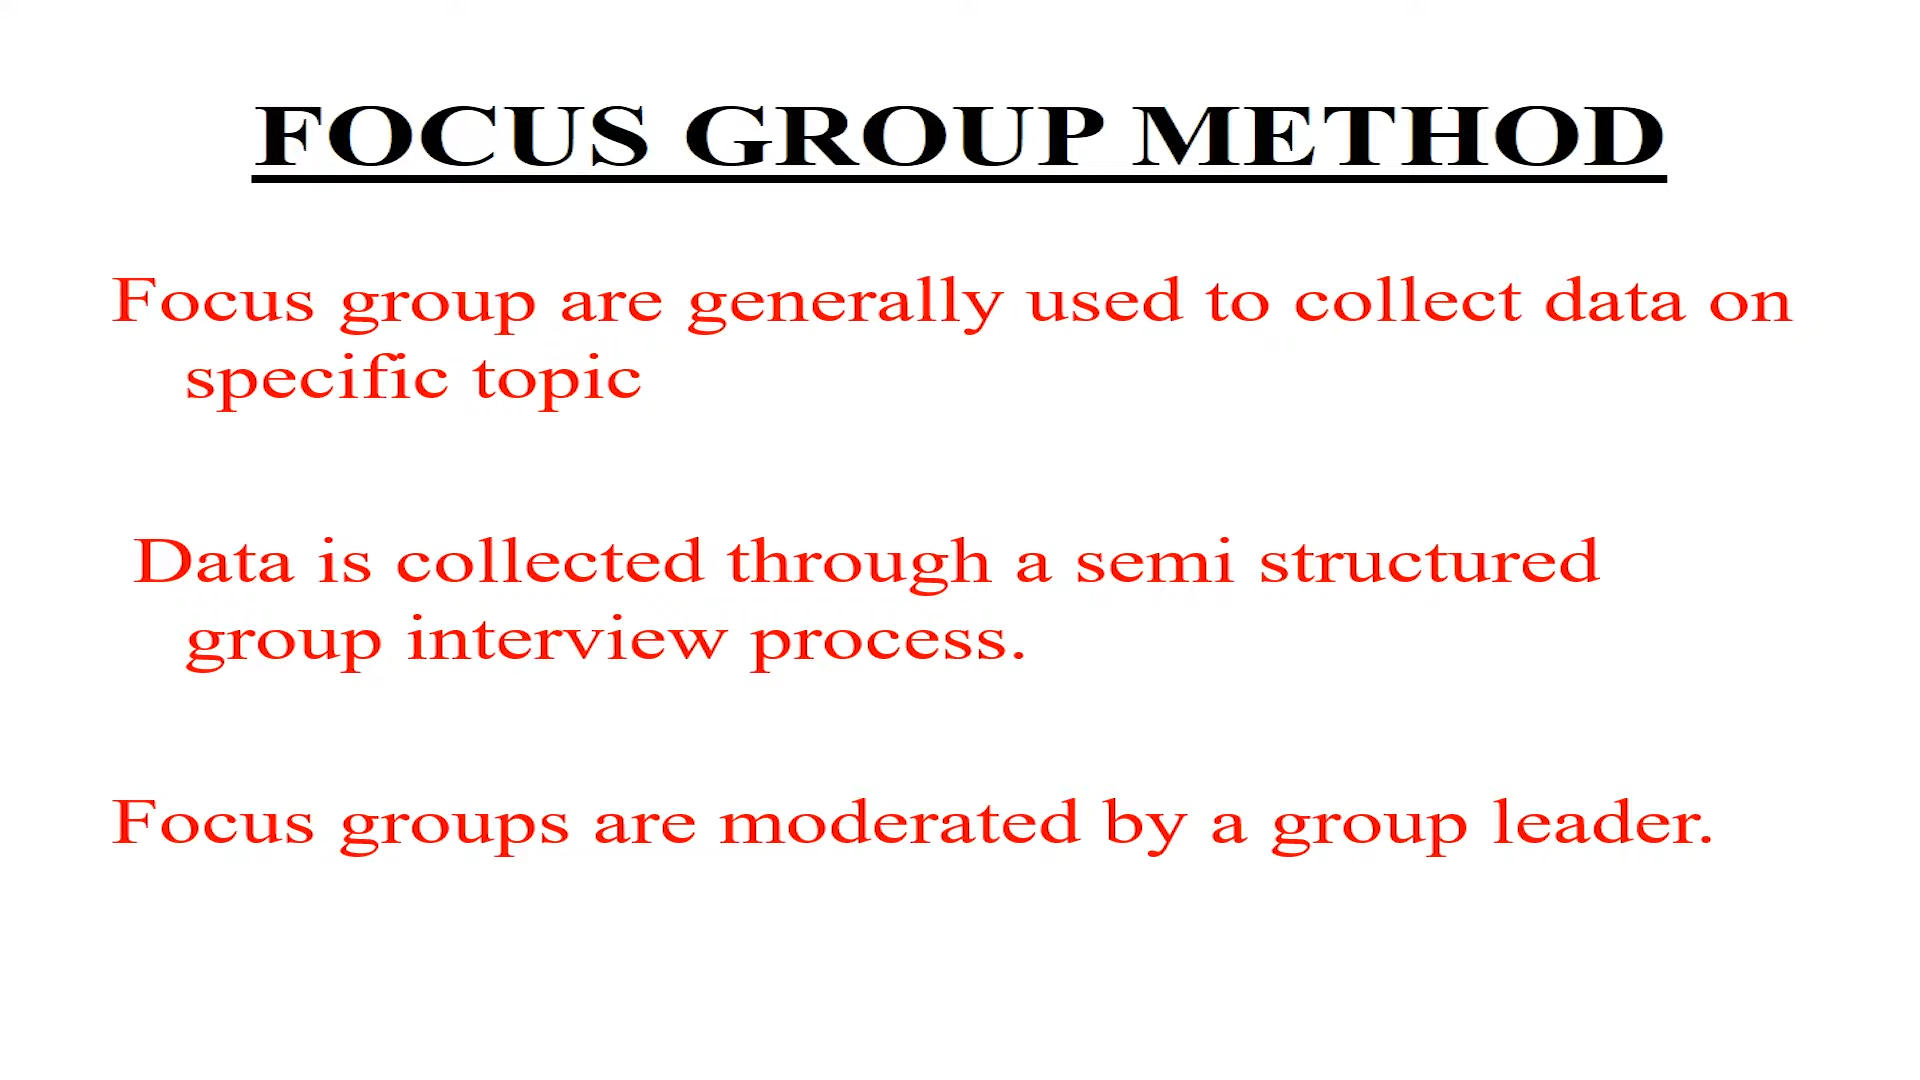 FOCUS GROUP METHOD
Focus group are generally used to collect data on
specific topic
Data is collected through a semi structured
group interview process.
Focus groups are moderated by a group leader.